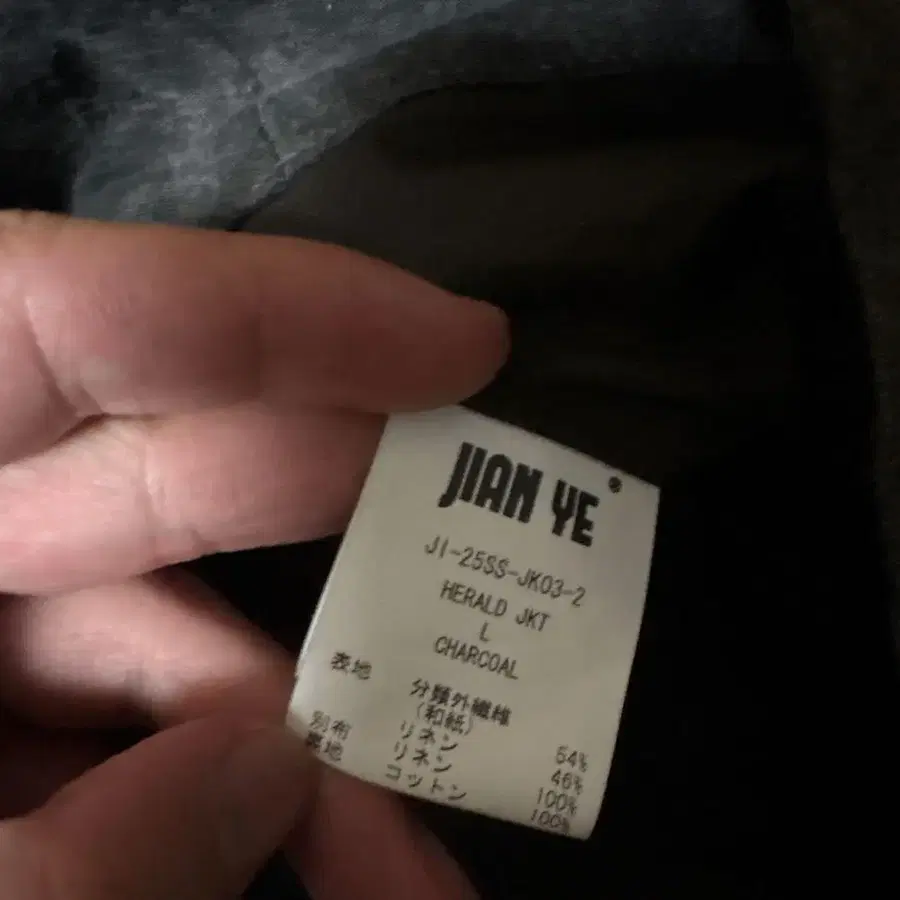 JIAN YE®
JI-25SS-JK03-2
HERALD JKT
L
CHARCOAL
表地 分類外繊維
(和紙) 54%
リネン 46%
別布 リネン 100%
裏地 コットン 100%